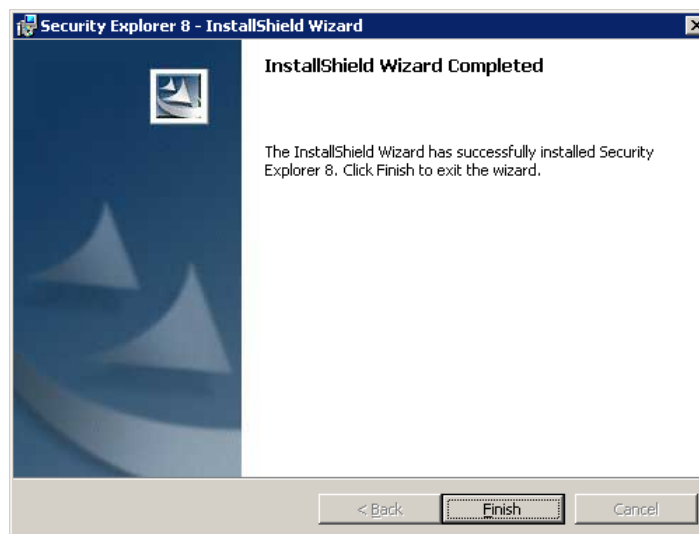 Security Explorer 8 - InstallShield Wizard
InstallShield Wizard Completed
The InstallShield Wizard has successfully installed Security
Explorer 8. Click Finish to exit the wizard.
< Back
Finish
Cancel